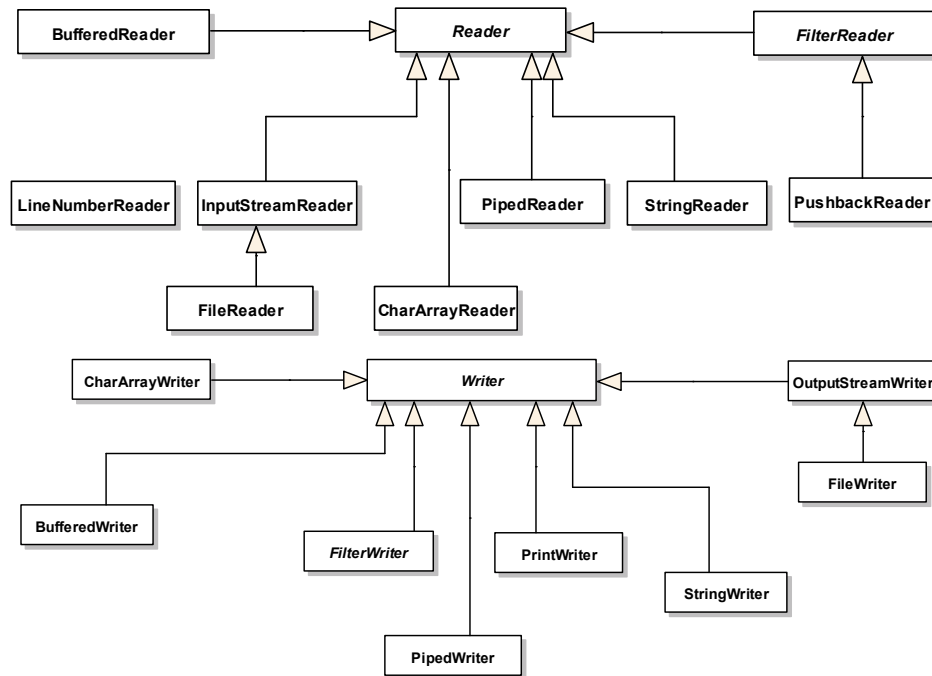 BufferedReader
Reader
FilterReader
LineNumberReader
InputStreamReader
PipedReader
StringReader
PushbackReader
FileReader
CharArrayReader
CharArrayWriter
Writer
OutputStreamWriter
BufferedWriter
FilterWriter
PrintWriter
FileWriter
StringWriter
PipedWriter